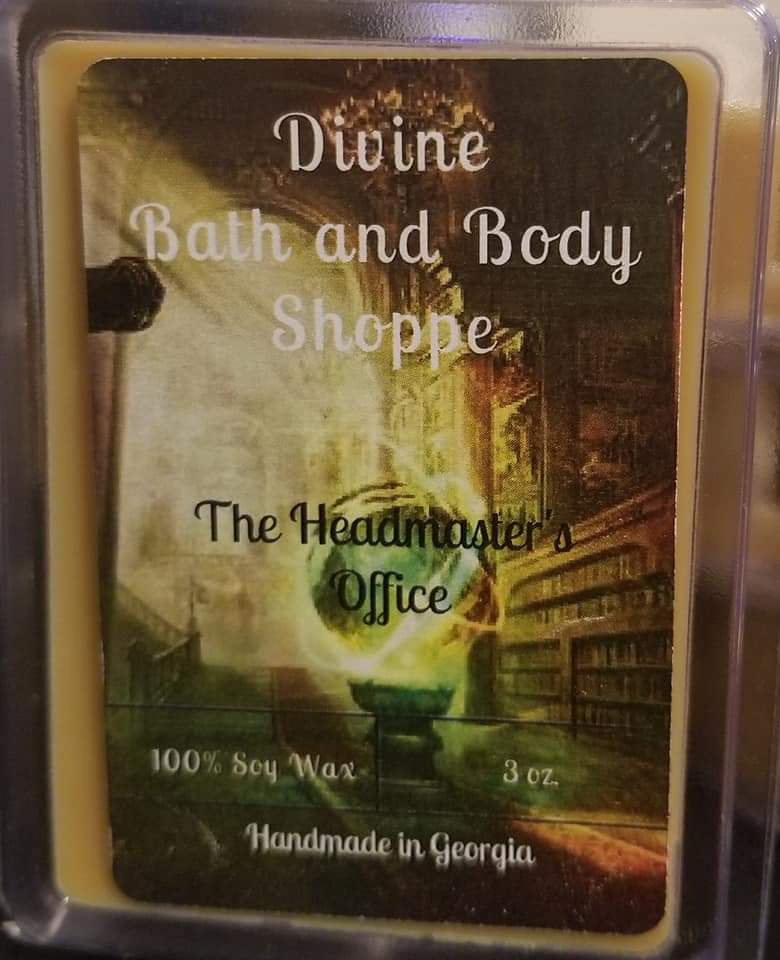 Divine
Bath and Body
Shoppe
The Headmaster's
Office
100% Soy Wax
3 oz.
Handmade in Georgia